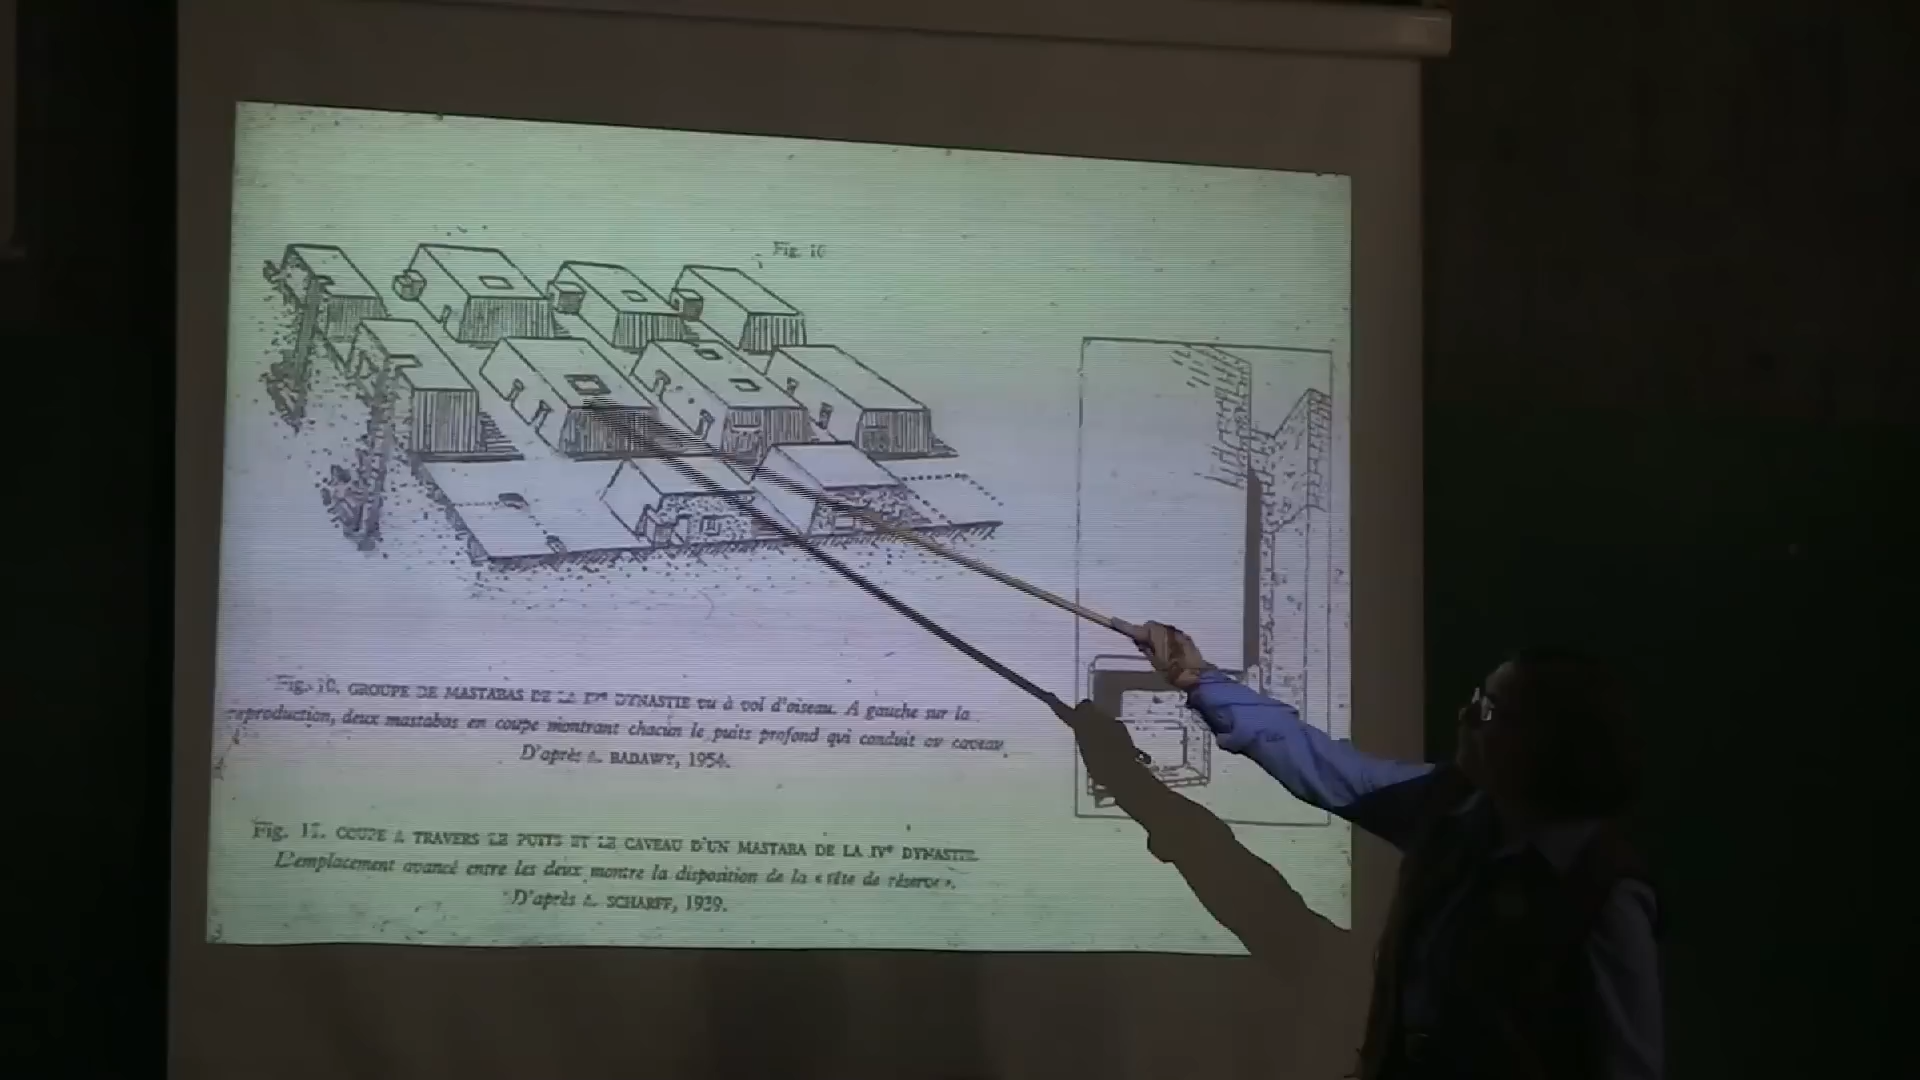 Fig. 10
Fig. 10. GROUPE DE MASTABAS DE LA IVe DYNASTIE vu à vol d'oiseau. A gauche sur la
reproduction, deux mastabas en coupe montrant chacun le puits profond qui conduit au caveau.
D'après A. BADAWY, 1954.
Fig. 11. COUPE A TRAVERS LE PUITS ET LE CAVEAU D'UN MASTABA DE LA IVe DYNASTIE.
L'emplacement avancé entre les deux montre la disposition de la « tête de réserve ».
D'après A. SCHARFF, 1939.